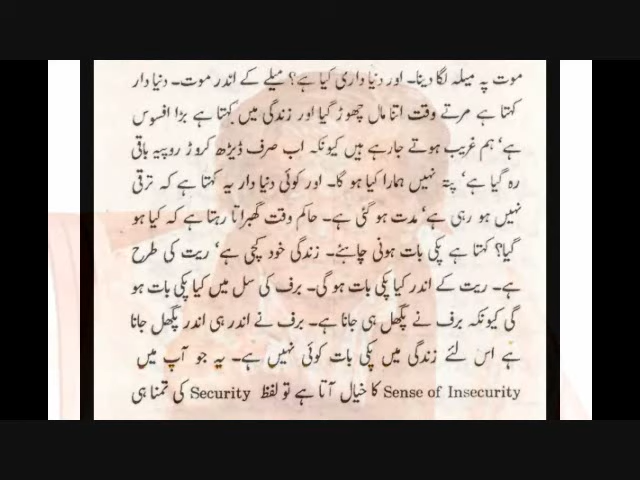 موت پہ میلہ لگا دینا۔ اور دنیا داری کیا ہے؟ میلے کے اندر موت۔ دنیا دار
کہتا ہے مرتے وقت اتنا مال چھوڑ گیا اور زندگی میں کہتا ہے بڑا افسوس
ہے‘ ہم غریب ہوتے جارہے ہیں کیونکہ اب صرف ڈیڑھ کروڑ روپیہ باقی
رہ گیا ہے‘ پتہ نہیں ہمارا کیا ہو گا۔ اور کوئی دنیا دار یہ کہتا ہے کہ ترقی
نہیں ہو رہی ہے‘ مدت ہو گئی ہے۔ حاکم وقت گھبراتا رہتا ہے کہ کیا ہو
گیا؟ کہتا ہے پکی بات ہونی چاہئے۔ زندگی خود کچی ہے‘ ریت کی طرح
ہے۔ ریت کے اندر کیا پکی بات ہو گی۔ برف کی سل میں کیا پکی بات ہو
گی کیونکہ برف نے پگھل ہی جانا ہے۔ برف نے اندر ہی اندر پگھل جانا
ہے اس لئے زندگی میں پکی بات کوئی نہیں ہے۔ یہ جو آپ میں
Sense of Insecurity کا خیال آتا ہے تو لفظ Security کی تمنا ہی